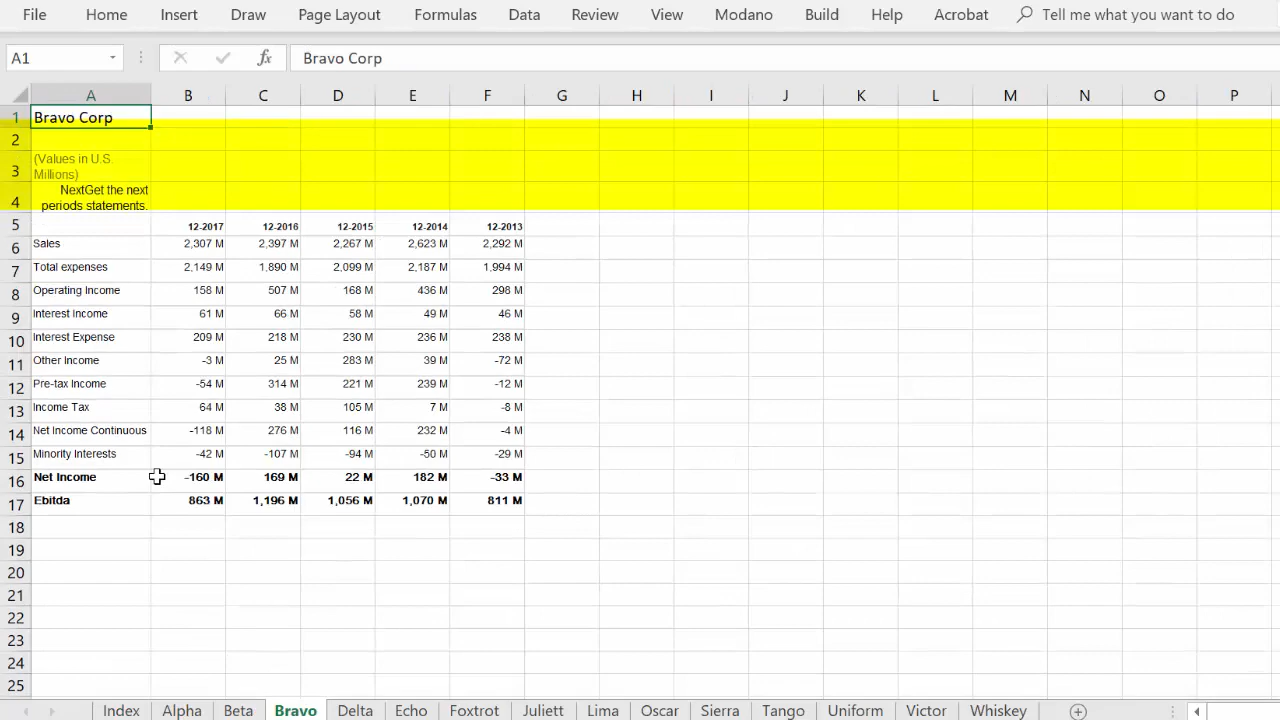 File Home Insert Draw Page Layout Formulas Data Review View Modano Build Help Acrobat Tell me what you want to do
A1 fx Bravo Corp
A B C D E F G H I J K L M N O P
1 Bravo Corp
2
3 (Values in U.S.
Millions)
4 NextGet the next
periods statements.
5 12-2017 12-2016 12-2015 12-2014 12-2013
6 Sales 2,307 M 2,397 M 2,267 M 2,623 M 2,292 M
7 Total expenses 2,149 M 1,890 M 2,099 M 2,187 M 1,994 M
8 Operating Income 158 M 507 M 168 M 436 M 298 M
9 Interest Income 61 M 66 M 58 M 49 M 46 M
10 Interest Expense 209 M 218 M 230 M 236 M 238 M
11 Other Income -3 M 25 M 283 M 39 M -72 M
12 Pre-tax Income -54 M 314 M 221 M 239 M -12 M
13 Income Tax 64 M 38 M 105 M 7 M -8 M
14 Net Income Continuous -118 M 276 M 116 M 232 M -4 M
15 Minority Interests -42 M -107 M -94 M -50 M -29 M
16 Net Income -160 M 169 M 22 M 182 M -33 M
17 Ebitda 863 M 1,196 M 1,056 M 1,070 M 811 M
18
19
20
21
22
23
24
25
Index Alpha Beta Bravo Delta Echo Foxtrot Juliett Lima Oscar Sierra Tango Uniform Victor Whiskey